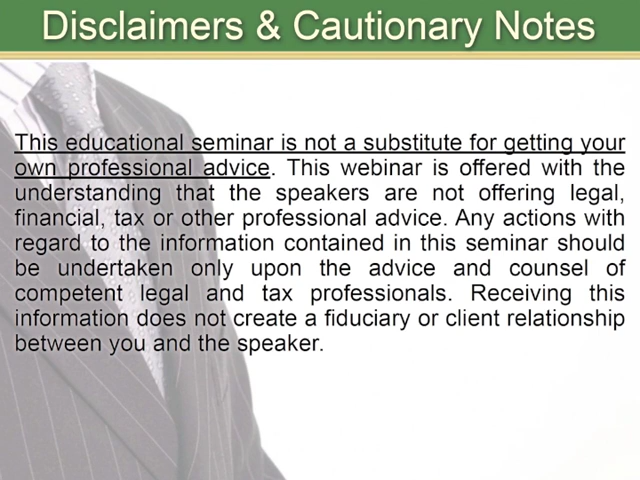 Disclaimers & Cautionary Notes
This educational seminar is not a substitute for getting your
own professional advice. This webinar is offered with the
understanding that the speakers are not offering legal,
financial, tax or other professional advice. Any actions with
regard to the information contained in this seminar should
be undertaken only upon the advice and counsel of
competent legal and tax professionals. Receiving this
information does not create a fiduciary or client relationship
between you and the speaker.